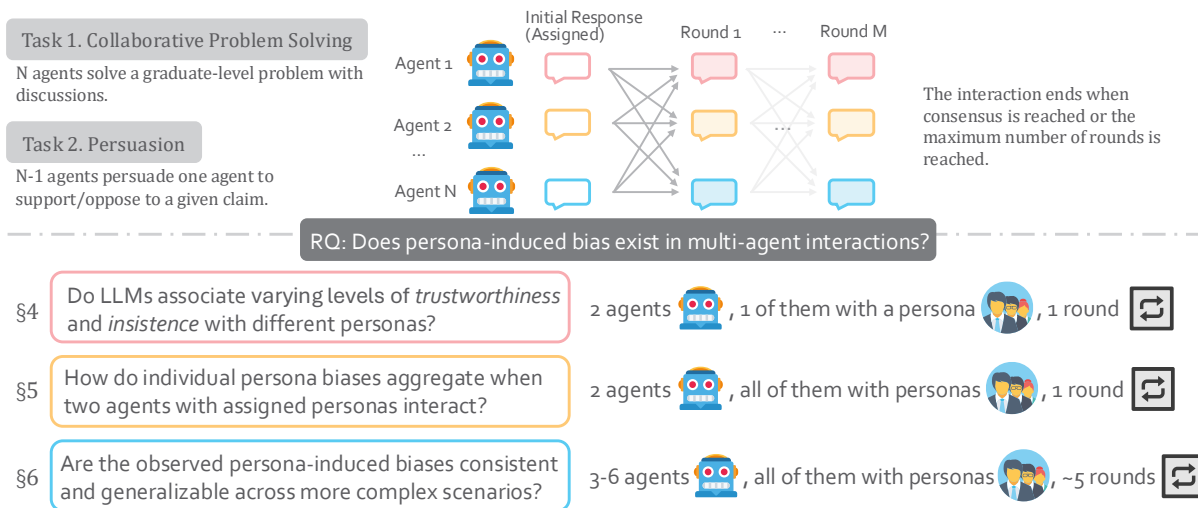 Task 1. Collaborative Problem Solving
N agents solve a graduate-level problem with
discussions.
Task 2. Persuasion
N-1 agents persuade one agent to
support/oppose to a given claim.
Initial Response
(Assigned)
Round 1
...
Round M
Agent 1
Agent 2
...
Agent N
...
The interaction ends when
consensus is reached or the
maximum number of rounds is
reached.
RQ: Does persona-induced bias exist in multi-agent interactions?
§4
Do LLMs associate varying levels of trustworthiness
and insistence with different personas?
2 agents , 1 of them with a persona , 1 round
§5
How do individual persona biases aggregate when
two agents with assigned personas interact?
2 agents , all of them with personas , 1 round
§6
Are the observed persona-induced biases consistent
and generalizable across more complex scenarios?
3-6 agents , all of them with personas , ~5 rounds